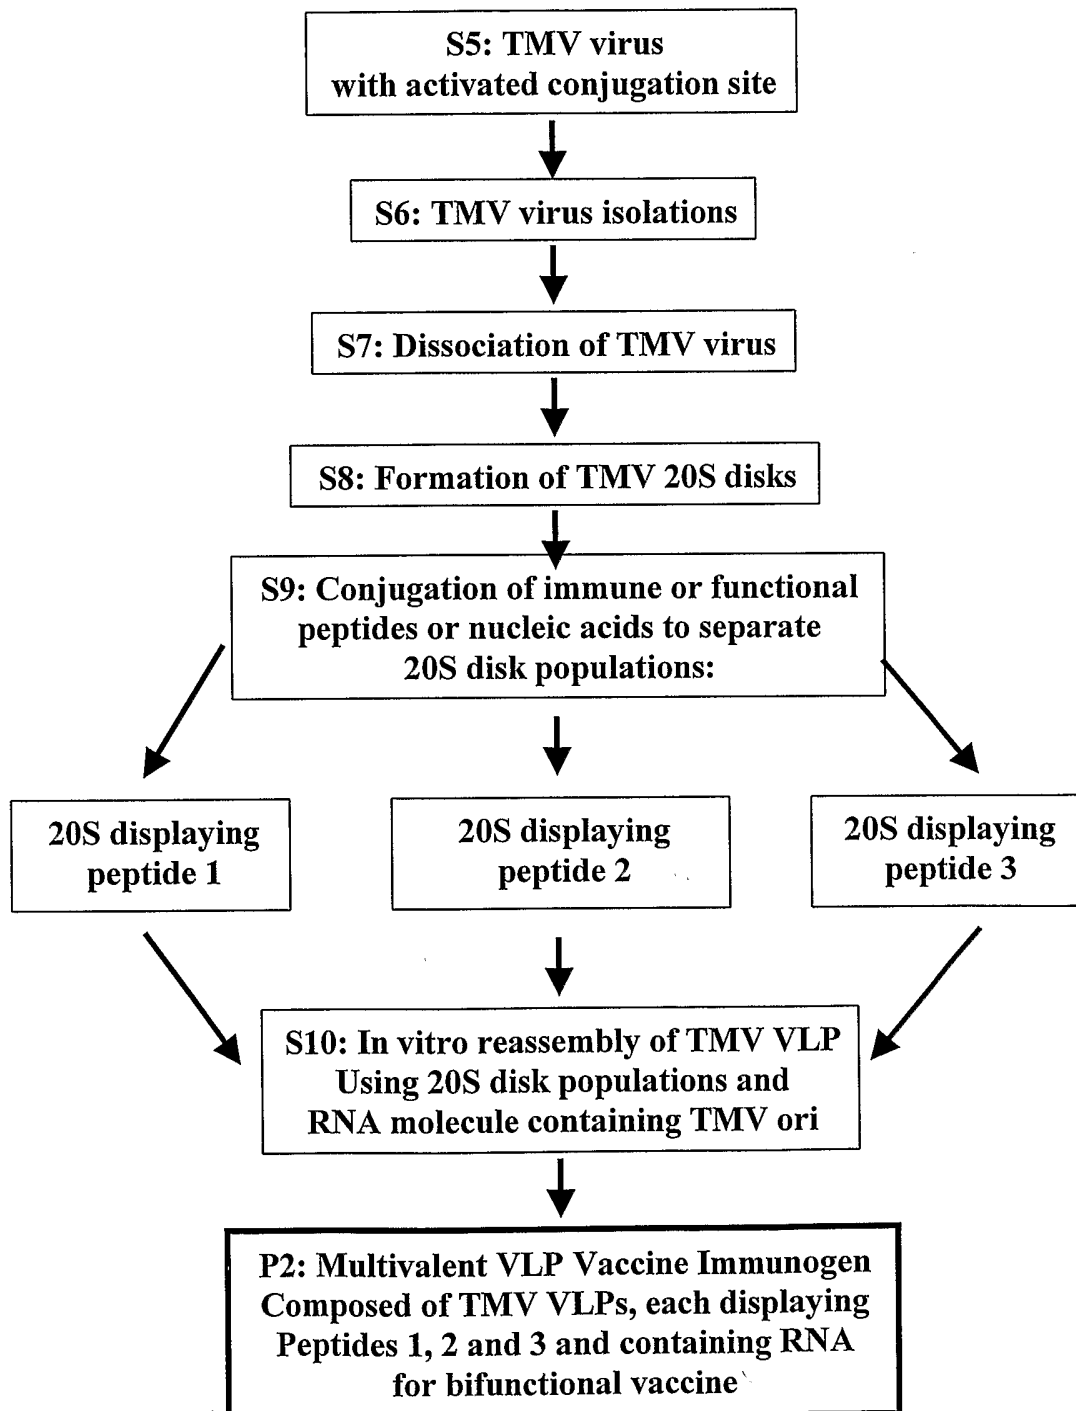 S5: TMV virus
with activated conjugation site
S6: TMV virus isolations
S7: Dissociation of TMV virus
S8: Formation of TMV 20S disks
S9: Conjugation of immune or functional
peptides or nucleic acids to separate
20S disk populations:
20S displaying
peptide 1
20S displaying
peptide 2
20S displaying
peptide 3
S10: In vitro reassembly of TMV VLP
Using 20S disk populations and
RNA molecule containing TMV ori
P2: Multivalent VLP Vaccine Immunogen
Composed of TMV VLPs, each displaying
Peptides 1, 2 and 3 and containing RNA
for bifunctional vaccine